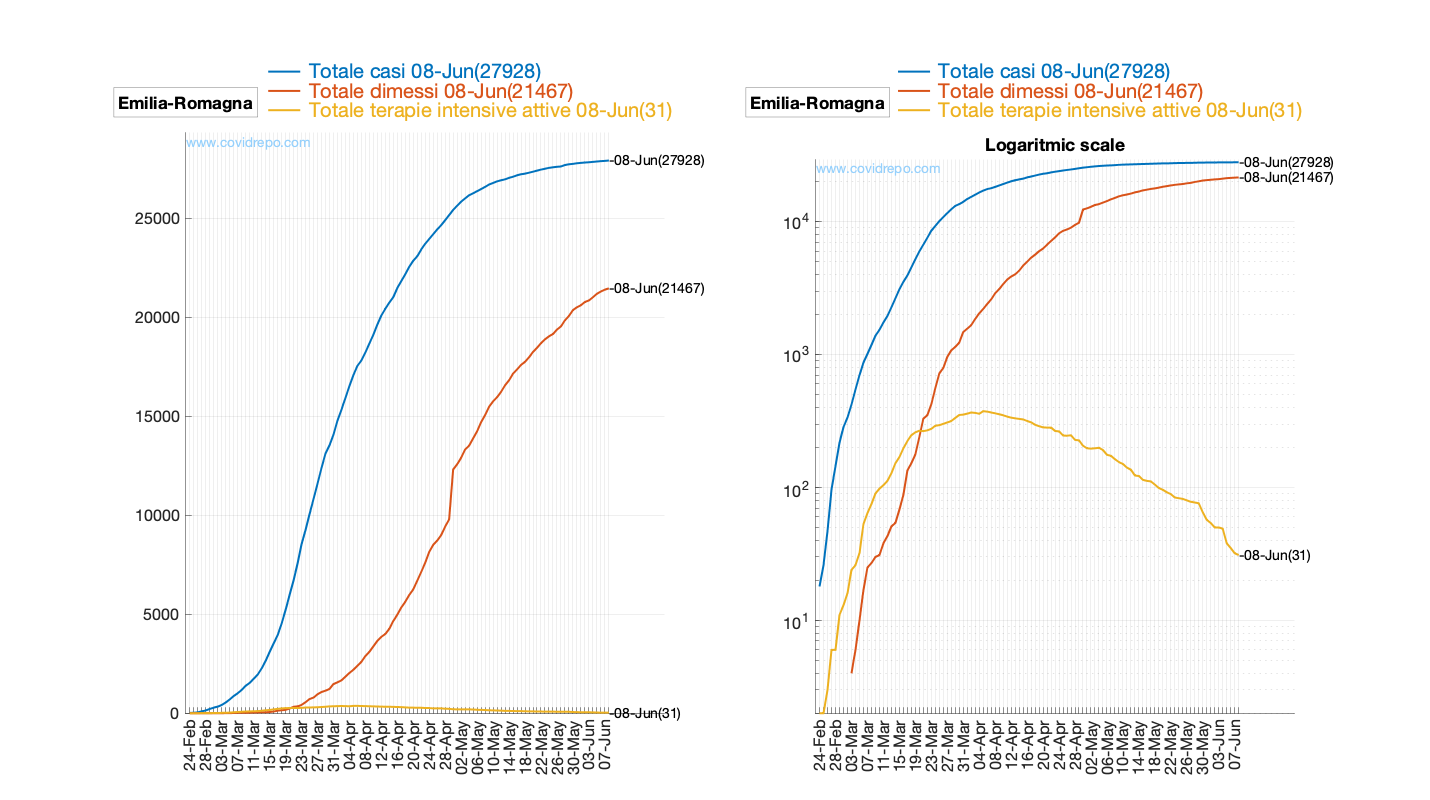 Totale casi 08-Jun(27928)
Totale dimessi 08-Jun(21467)
Totale terapie intensive attive 08-Jun(31)
Emilia-Romagna
www.covidrepo.com
-08-Jun(27928)
-08-Jun(21467)
-08-Jun(31)
25000
20000
15000
10000
5000
0
24-Feb
28-Feb
03-Mar
07-Mar
11-Mar
15-Mar
19-Mar
23-Mar
27-Mar
31-Mar
04-Apr
08-Apr
12-Apr
16-Apr
20-Apr
24-Apr
28-Apr
02-May
06-May
10-May
14-May
18-May
22-May
26-May
30-May
03-Jun
07-Jun
Totale casi 08-Jun(27928)
Totale dimessi 08-Jun(21467)
Totale terapie intensive attive 08-Jun(31)
Emilia-Romagna
Logaritmic scale
www.covidrepo.com
-08-Jun(27928)
-08-Jun(21467)
-08-Jun(31)
10^4
10^3
10^2
10^1
24-Feb
28-Feb
03-Mar
07-Mar
11-Mar
15-Mar
19-Mar
23-Mar
27-Mar
31-Mar
04-Apr
08-Apr
12-Apr
16-Apr
20-Apr
24-Apr
28-Apr
02-May
06-May
10-May
14-May
18-May
22-May
26-May
30-May
03-Jun
07-Jun